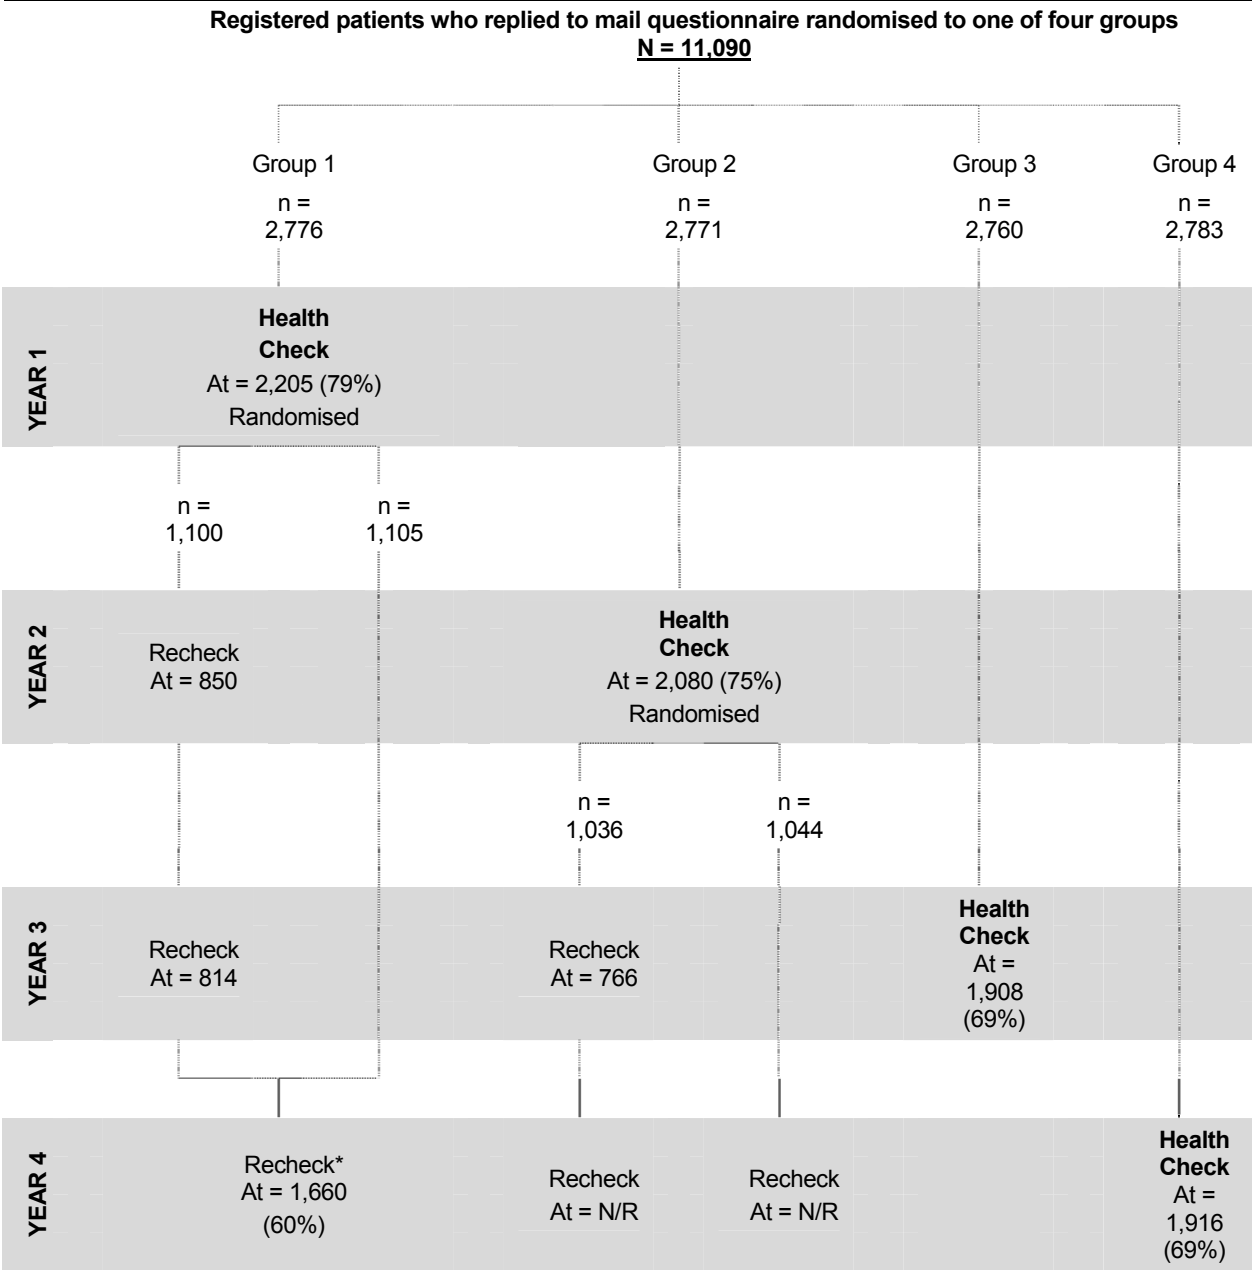 Registered patients who replied to mail questionnaire randomised to one of four groups
N = 11,090
Group 1
Group 2
Group 3
Group 4
n =
2,776
n =
2,771
n =
2,760
n =
2,783
YEAR 1
Health
Check
At = 2,205 (79%)
Randomised
n =
1,100
n =
1,105
YEAR 2
Recheck
At = 850
Health
Check
At = 2,080 (75%)
Randomised
n =
1,036
n =
1,044
YEAR 3
Recheck
At = 814
Recheck
At = 766
Health
Check
At =
1,908
(69%)
YEAR 4
Recheck*
At = 1,660
(60%)
Recheck
At = N/R
Recheck
At = N/R
Health
Check
At =
1,916
(69%)